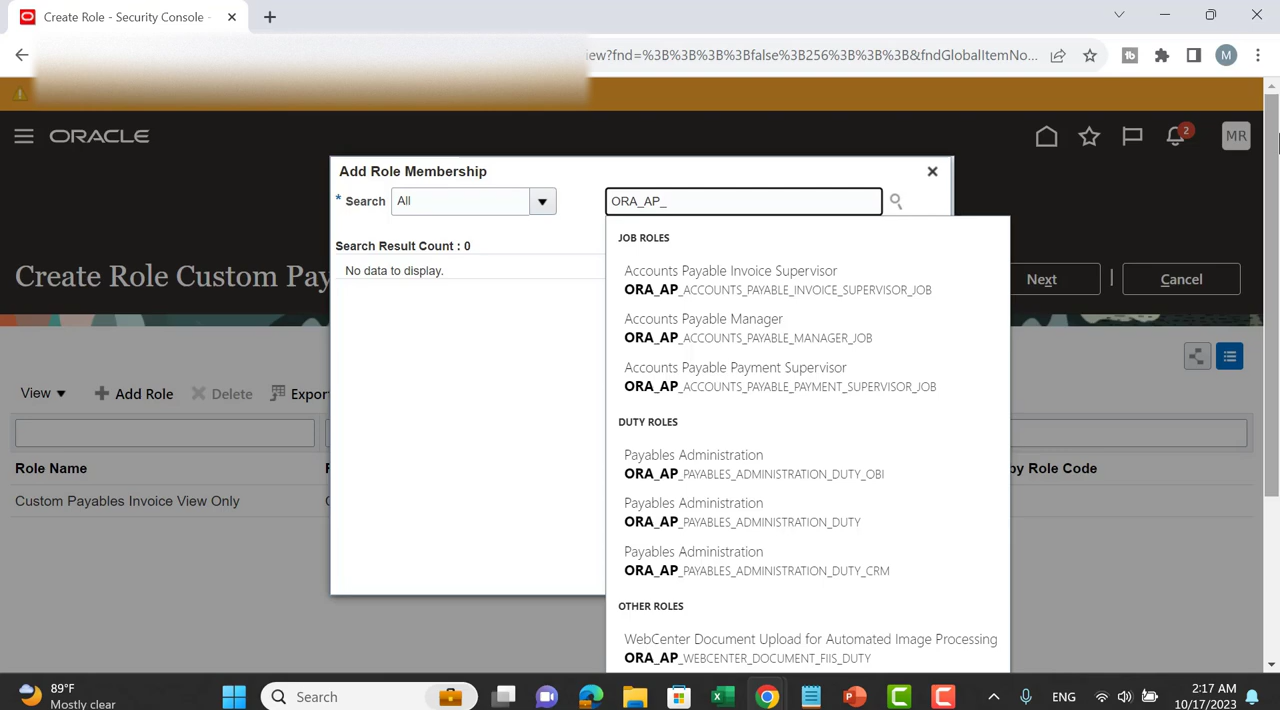 Create Role - Security Console -
iew?fnd=%3B%3B%3B%3Bfalse%3B256%3B%3B%3B%3B&fndGlobalItemNo...
M
ORACLE
2
MR
Add Role Membership
* Search All
ORA_AP_
Search Result Count : 0
No data to display.
JOB ROLES
Accounts Payable Invoice Supervisor
ORA_AP_ACCOUNTS_PAYABLE_INVOICE_SUPERVISOR_JOB
Accounts Payable Manager
ORA_AP_ACCOUNTS_PAYABLE_MANAGER_JOB
Accounts Payable Payment Supervisor
ORA_AP_ACCOUNTS_PAYABLE_PAYMENT_SUPERVISOR_JOB
DUTY ROLES
Payables Administration
ORA_AP_PAYABLES_ADMINISTRATION_DUTY_OBI
Payables Administration
ORA_AP_PAYABLES_ADMINISTRATION_DUTY
Payables Administration
ORA_AP_PAYABLES_ADMINISTRATION_DUTY_CRM
OTHER ROLES
WebCenter Document Upload for Automated Image Processing
ORA_AP_WEBCENTER_DOCUMENT_FIIS_DUTY
Create Role Custom Pay
Next
Cancel
View
Add Role
Delete
Export
Role Name
by Role Code
Custom Payables Invoice View Only
89°F
Mostly clear
Search
ENG
2:17 AM
10/17/2023